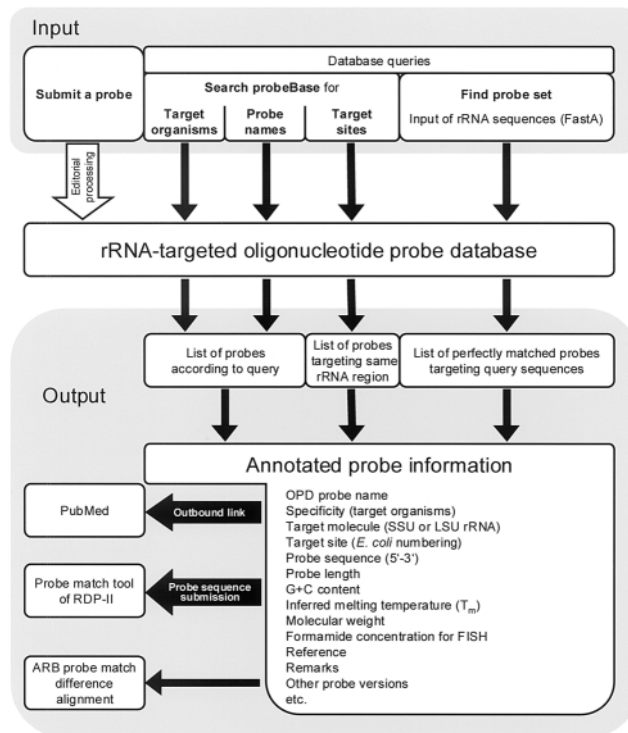 Input
Database queries
Submit a probe
Search probeBase for
Target
organisms
Probe
names
Target
sites
Find probe set
Input of rRNA sequences (FastA)
Editorial
processing
rRNA-targeted oligonucleotide probe database
Output
List of probes
according to query
List of probes
targeting same
rRNA region
List of perfectly matched probes
targeting query sequences
Annotated probe information
OPD probe name
Specificity (target organisms)
Target molecule (SSU or LSU rRNA)
Target site (E. coli numbering)
Probe sequence (5'-3')
Probe length
G+C content
Inferred melting temperature (Tm)
Molecular weight
Formamide concentration for FISH
Reference
Remarks
Other probe versions
etc.
PubMed
Outbound link
Probe match tool
of RDP-II
Probe sequence
submission
ARB probe match
difference
alignment